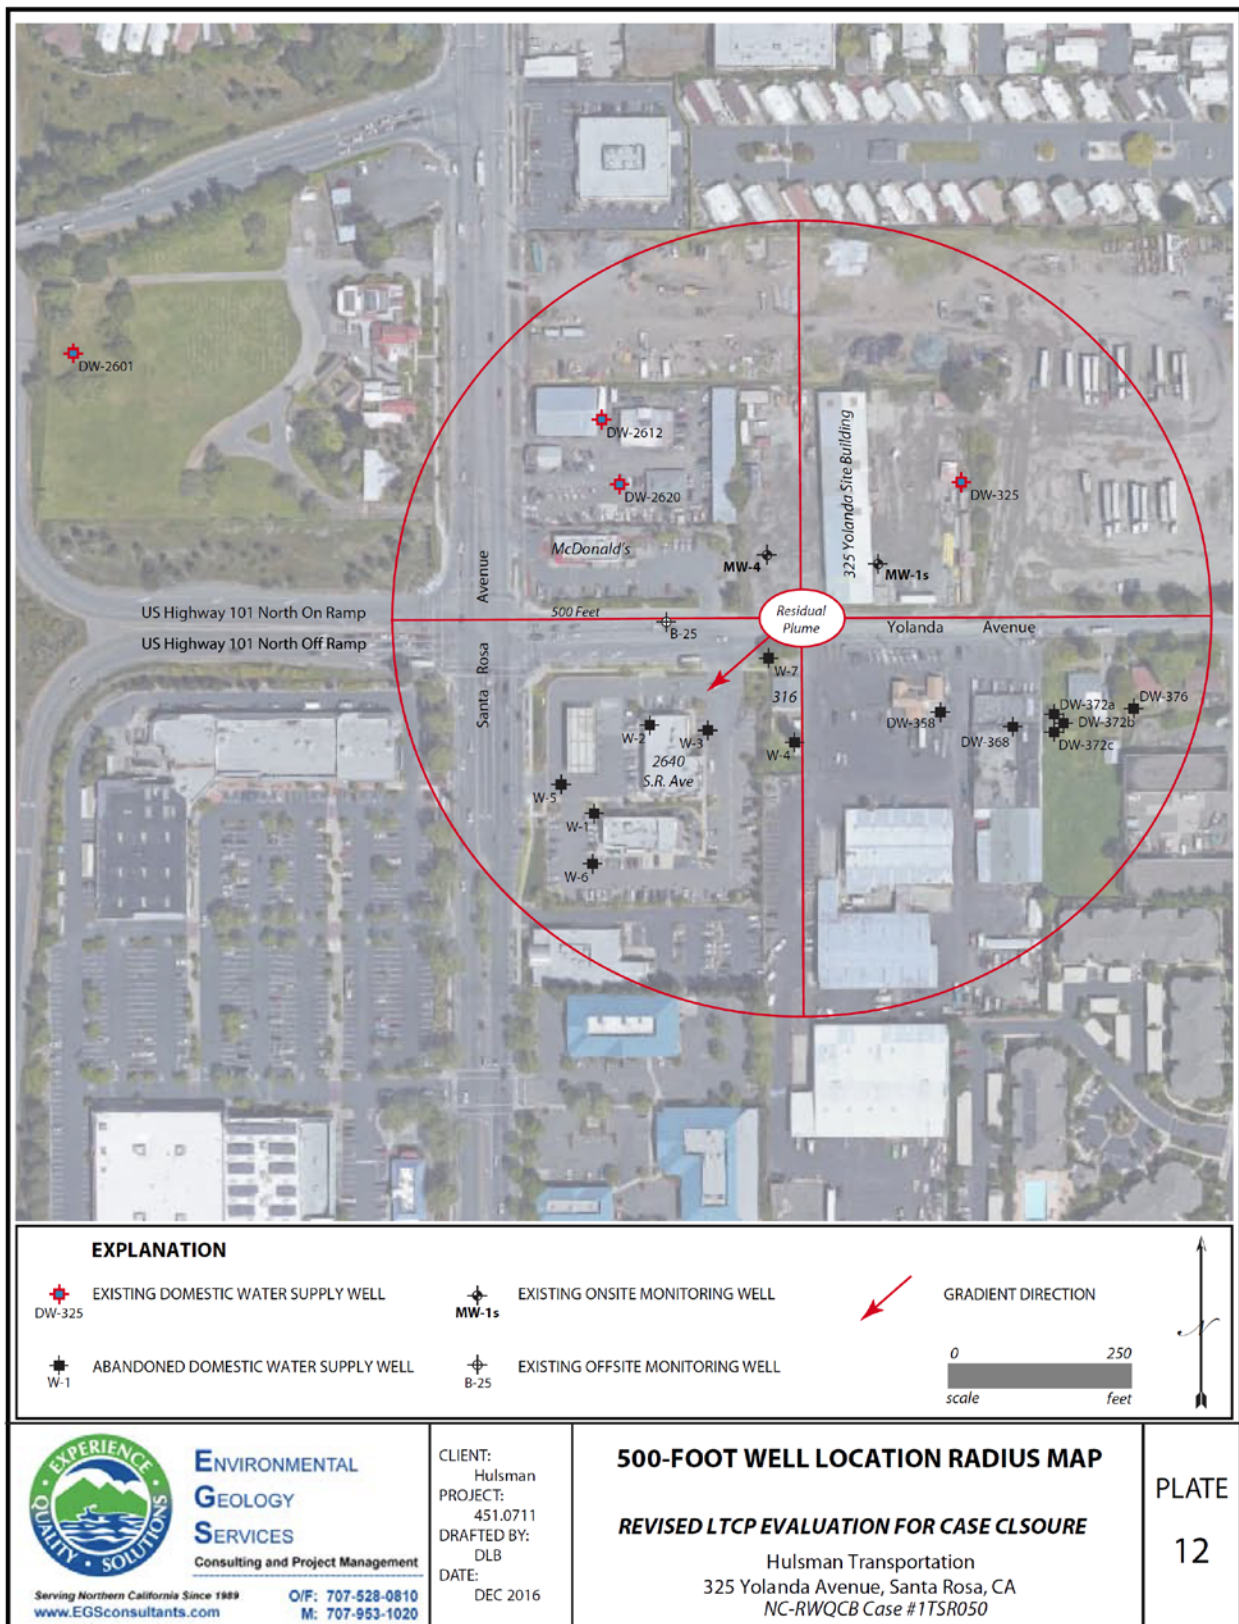 DW-2601
DW-2612
DW-2620
DW-325
325 Yolanda Site Building
McDonald's
MW-4
MW-1s
Avenue
US Highway 101 North On Ramp
500 Feet
Residual
Plume
B-25
Yolanda Avenue
US Highway 101 North Off Ramp
Santa Rosa
W-7
316
DW-376
DW-372a
DW-358
DW-372b
DW-368
DW-372c
W-2
W-3
W-4
2640
S.R. Ave
W-5
W-1
W-6
EXPLANATION
DW-325
EXISTING DOMESTIC WATER SUPPLY WELL
MW-1s
EXISTING ONSITE MONITORING WELL
GRADIENT DIRECTION
W-1
ABANDONED DOMESTIC WATER SUPPLY WELL
B-25
EXISTING OFFSITE MONITORING WELL
0 250
scale feet
N
EXPERIENCE • QUALITY • SOLUTIONS
ENVIRONMENTAL
GEOLOGY
SERVICES
Consulting and Project Management
Serving Northern California Since 1989
www.EGSconsultants.com
O/F: 707-528-0810
M: 707-953-1020
CLIENT:
Hulsman
PROJECT:
451.0711
DRAFTED BY:
DLB
DATE:
DEC 2016
500-FOOT WELL LOCATION RADIUS MAP
REVISED LTCP EVALUATION FOR CASE CLSOURE
Hulsman Transportation
325 Yolanda Avenue, Santa Rosa, CA
NC-RWQCB Case #1TSR050
PLATE
12